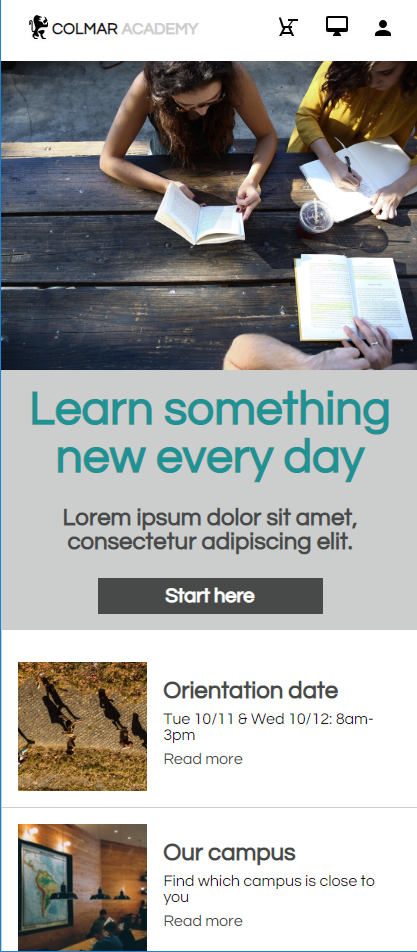 COLMAR ACADEMY
Learn something
new every day
Lorem ipsum dolor sit amet,
consectetur adipiscing elit.
Start here
Orientation date
Tue 10/11 & Wed 10/12: 8am-
3pm
Read more
Our campus
Find which campus is close to
you
Read more